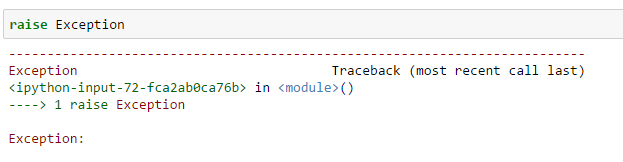 raise Exception
---------------------------------------------------------------------------
Exception                                 Traceback (most recent call last)
<ipython-input-72-fca2ab0ca76b> in <module>()
----> 1 raise Exception

Exception: